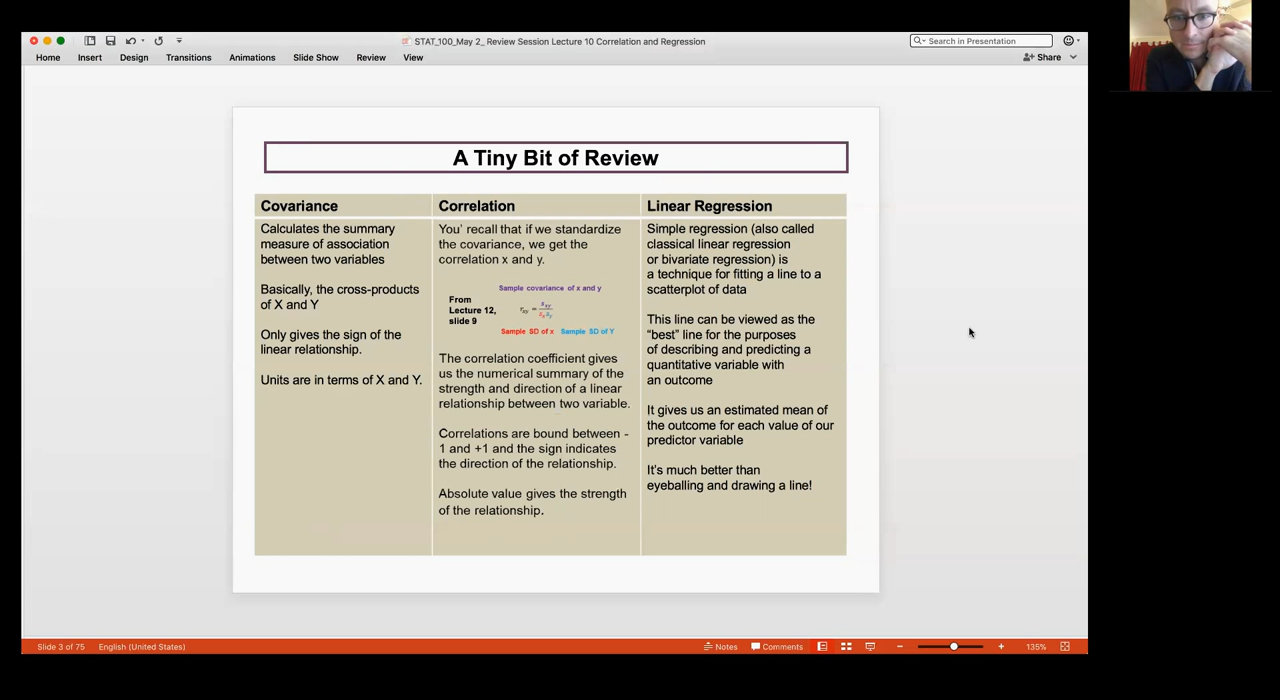 STAT_100_May 2_ Review Session Lecture 10 Correlation and Regression
Search in Presentation
Home Insert Design Transitions Animations Slide Show Review View
Share
A Tiny Bit of Review
Covariance
Calculates the summary
measure of association
between two variables
Basically, the cross-products
of X and Y
Only gives the sign of the
linear relationship.
Units are in terms of X and Y.
Correlation
You' recall that if we standardize
the covariance, we get the
correlation x and y.
Sample covariance of x and y
From
Lecture 12,
slide 9
r_xy = s_xy / s_x s_y
Sample SD of x Sample SD of Y
The correlation coefficient gives
us the numerical summary of the
strength and direction of a linear
relationship between two variable.
Correlations are bound between -
1 and +1 and the sign indicates
the direction of the relationship.
Absolute value gives the strength
of the relationship.
Linear Regression
Simple regression (also called
classical linear regression
or bivariate regression) is
a technique for fitting a line to a
scatterplot of data
This line can be viewed as the
“best” line for the purposes
of describing and predicting a
quantitative variable with
an outcome
It gives us an estimated mean of
the outcome for each value of our
predictor variable
It's much better than
eyeballing and drawing a line!
Slide 3 of 75 English (United States)
Notes Comments 135%